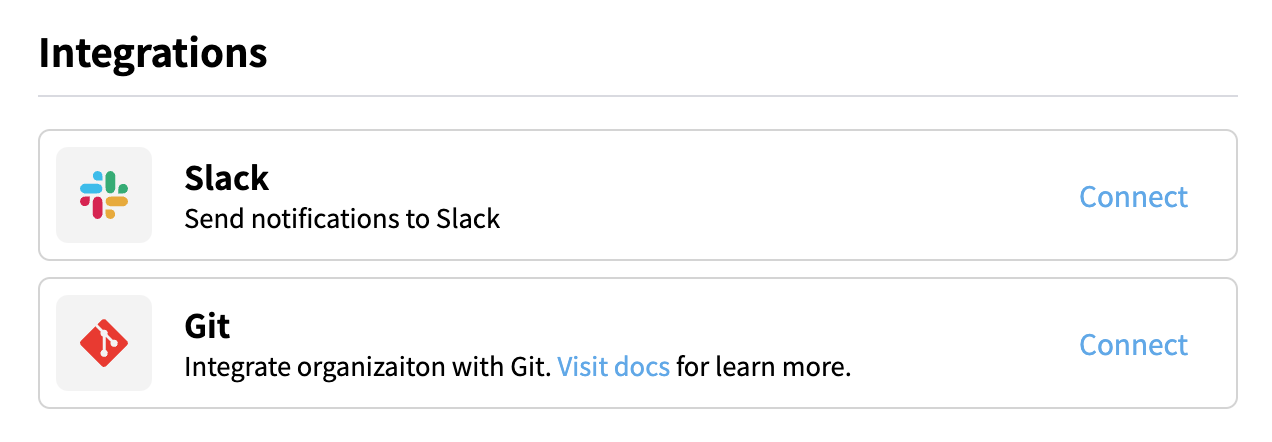 Integrations
Slack
Send notifications to Slack
Connect
Git
Integrate organizaiton with Git. Visit docs for learn more.
Connect